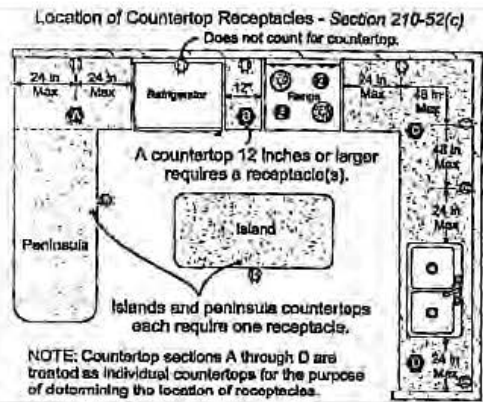 Location of Countertop Receptacles - Section 210-52(c)
Does not count for countertop.
24 in Max
24 in Max
Refrigerator
12"
Range
24 in Max
48 in Max
A
B
C
A countertop 12 inches or larger
requires a receptacle(s).
48 in Max
24 in Max
Peninsula
Island
Islands and peninsula countertops
each require one receptacle.
D
24 in Max
NOTE: Countertop sections A through D are
treated as individual countertops for the purpose
of determining the location of receptacles.